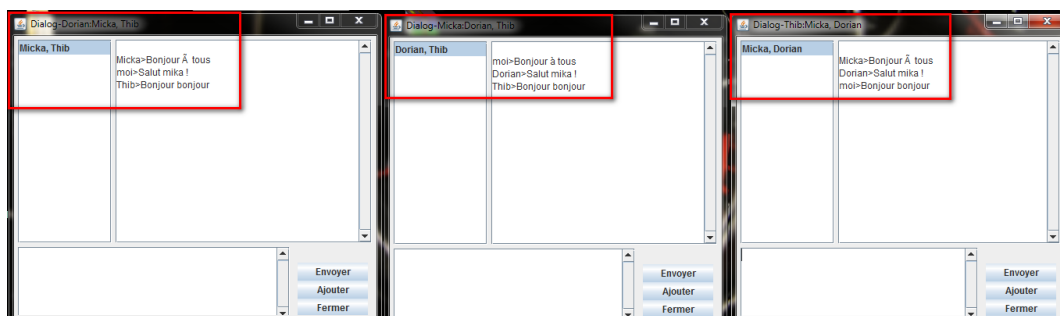 Dialog-Dorian:Micka, Thib
Micka, Thib
Micka>Bonjour Ã tous
moi>Salut mika !
Thib>Bonjour bonjour
Envoyer
Ajouter
Fermer
Dialog-Micka:Dorian, Thib
Dorian, Thib
moi>Bonjour à tous
Dorian>Salut mika !
Thib>Bonjour bonjour
Envoyer
Ajouter
Fermer
Dialog-Thib:Micka, Dorian
Micka, Dorian
Micka>Bonjour Ã tous
Dorian>Salut mika !
moi>Bonjour bonjour
Envoyer
Ajouter
Fermer